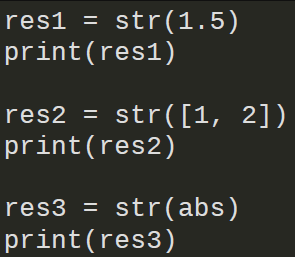 res1 = str(1.5)
print(res1)

res2 = str([1, 2])
print(res2)

res3 = str(abs)
print(res3)